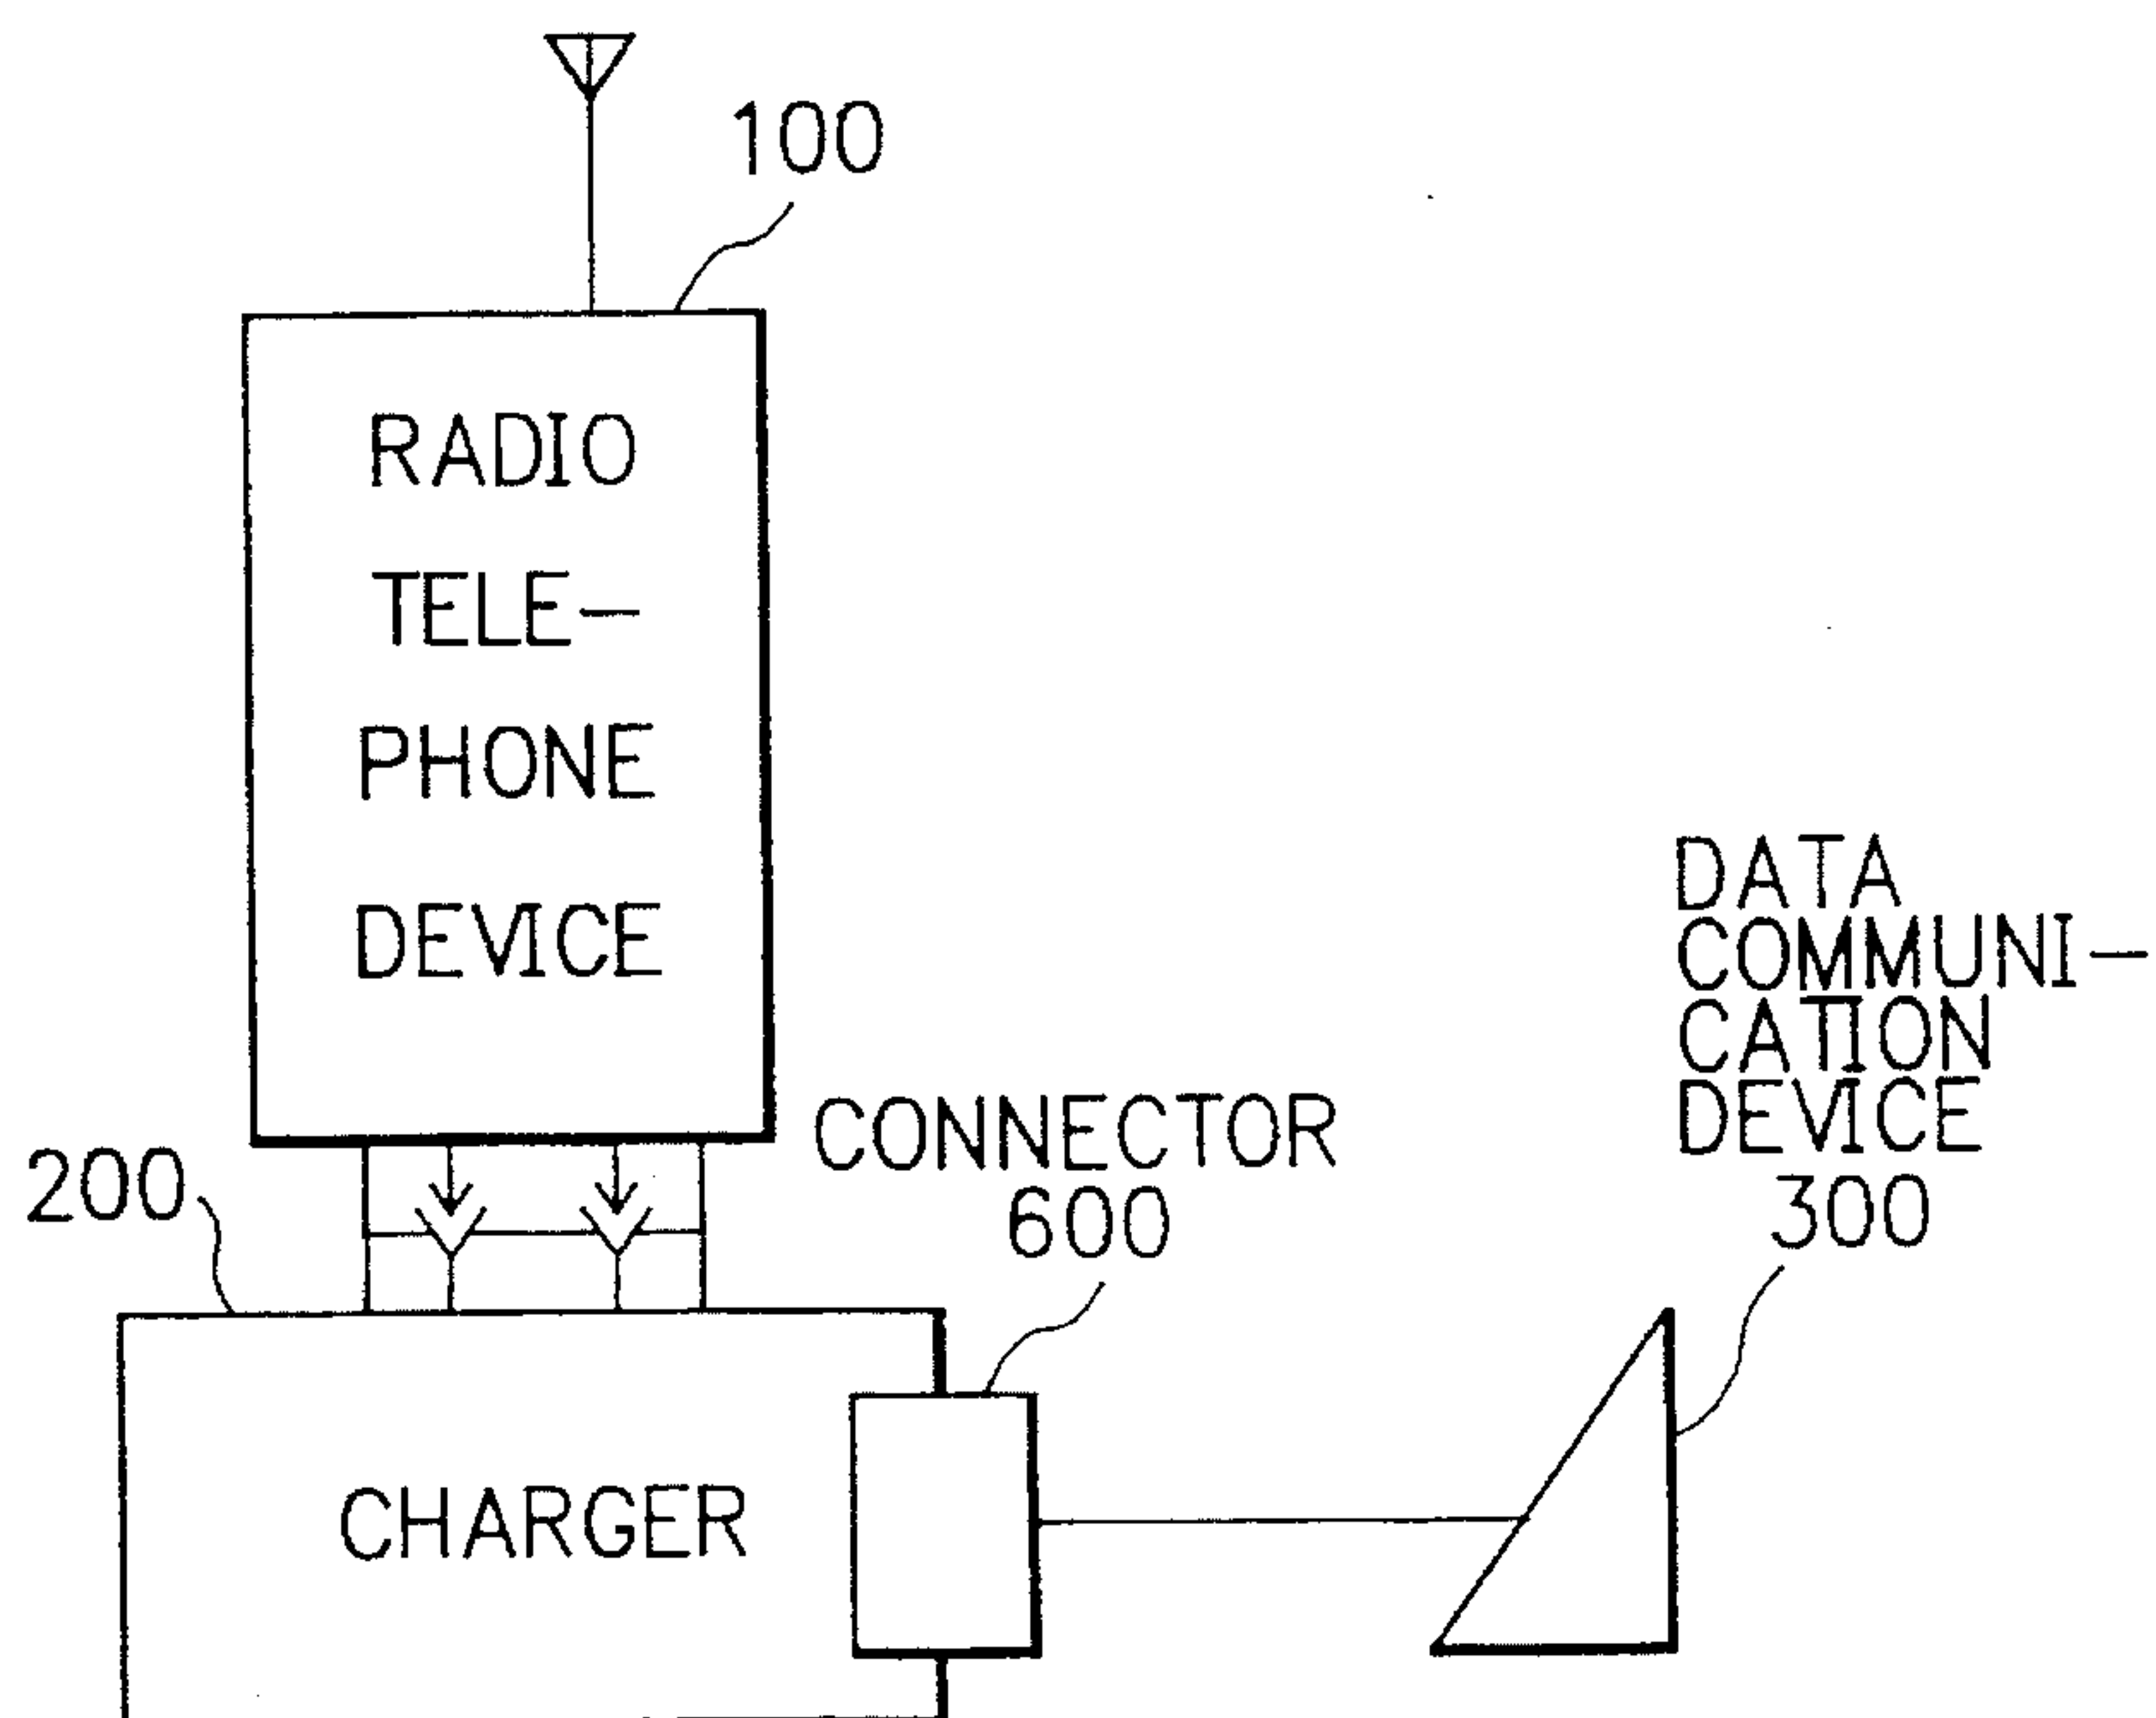 100
RADIO
TELE-
PHONE
DEVICE
DATA
COMMUNI-
CATION
DEVICE
300
CONNECTOR
600
200
CHARGER